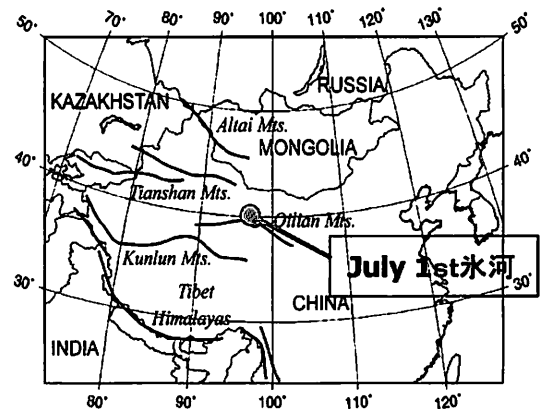 70° 80° 90° 100° 110° 120° 130°
50° 50°
RUSSIA
KAZAKHSTAN
Altai Mts.
MONGOLIA
40° 40°
Tianshan Mts.
Qilian Mts.
Kunlun Mts.
July 1st氷河
Tibet
30° 30°
CHINA
Himalayas
INDIA
80° 90° 100° 110° 120°